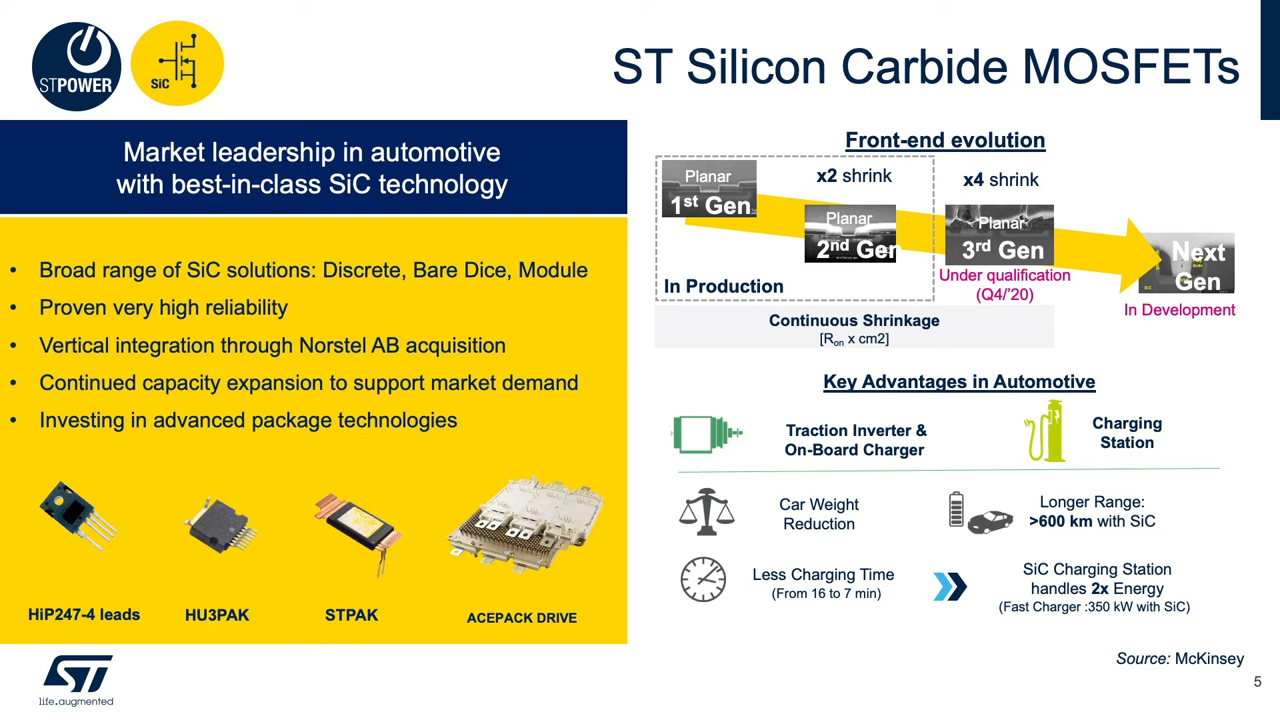 STPOWER
SiC
ST Silicon Carbide MOSFETs
Market leadership in automotive
with best-in-class SiC technology
• Broad range of SiC solutions: Discrete, Bare Dice, Module
• Proven very high reliability
• Vertical integration through Norstel AB acquisition
• Continued capacity expansion to support market demand
• Investing in advanced package technologies
HiP247-4 leads
HU3PAK
STPAK
ACEPACK DRIVE
Front-end evolution
Planar
1st Gen
x2 shrink
Planar
2nd Gen
x4 shrink
Planar
3rd Gen
Next
Gen
In Production
Under qualification
(Q4/'20)
In Development
Continuous Shrinkage
[Ron x cm2]
Key Advantages in Automotive
Traction Inverter &
On-Board Charger
Charging
Station
Car Weight
Reduction
Longer Range:
>600 km with SiC
Less Charging Time
(From 16 to 7 min)
SiC Charging Station
handles 2x Energy
(Fast Charger :350 kW with SiC)
Source: McKinsey
ST
life.augmented
5